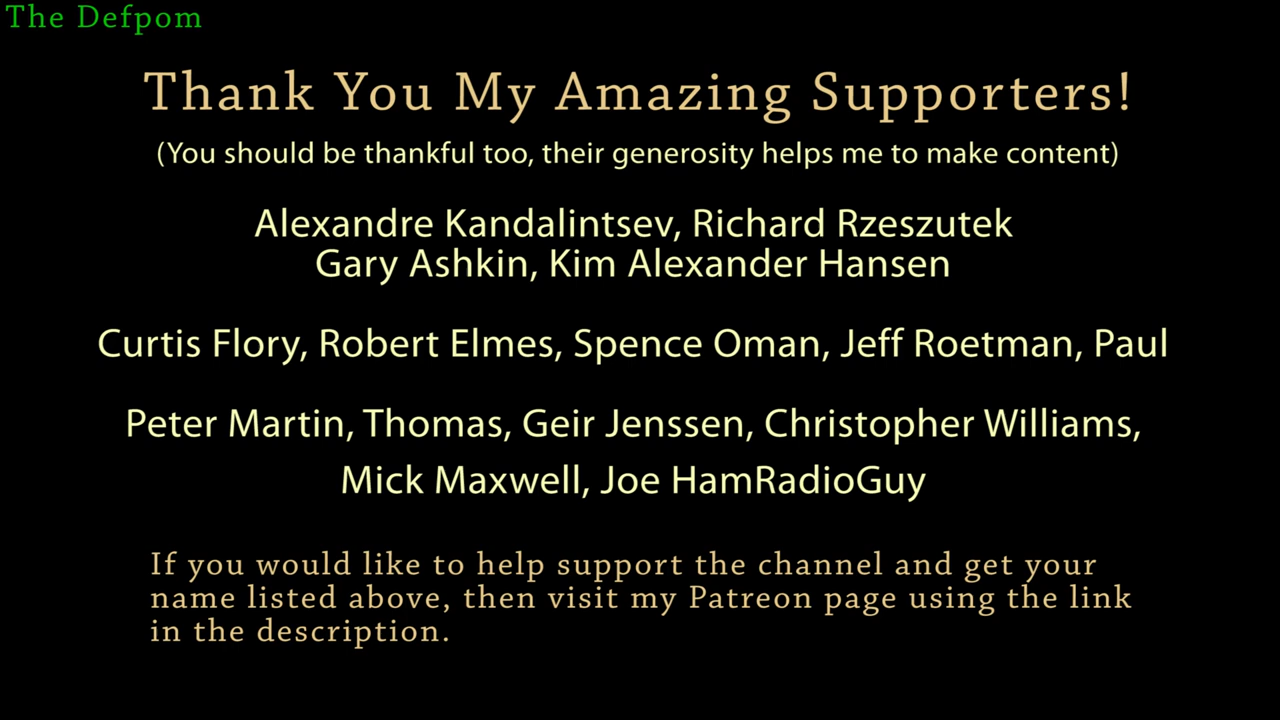 The Defpom
Thank You My Amazing Supporters!
(You should be thankful too, their generosity helps me to make content)
Alexandre Kandalintsev, Richard Rzeszutek
Gary Ashkin, Kim Alexander Hansen
Curtis Flory, Robert Elmes, Spence Oman, Jeff Roetman, Paul
Peter Martin, Thomas, Geir Jenssen, Christopher Williams,
Mick Maxwell, Joe HamRadioGuy
If you would like to help support the channel and get your
name listed above, then visit my Patreon page using the link
in the description.